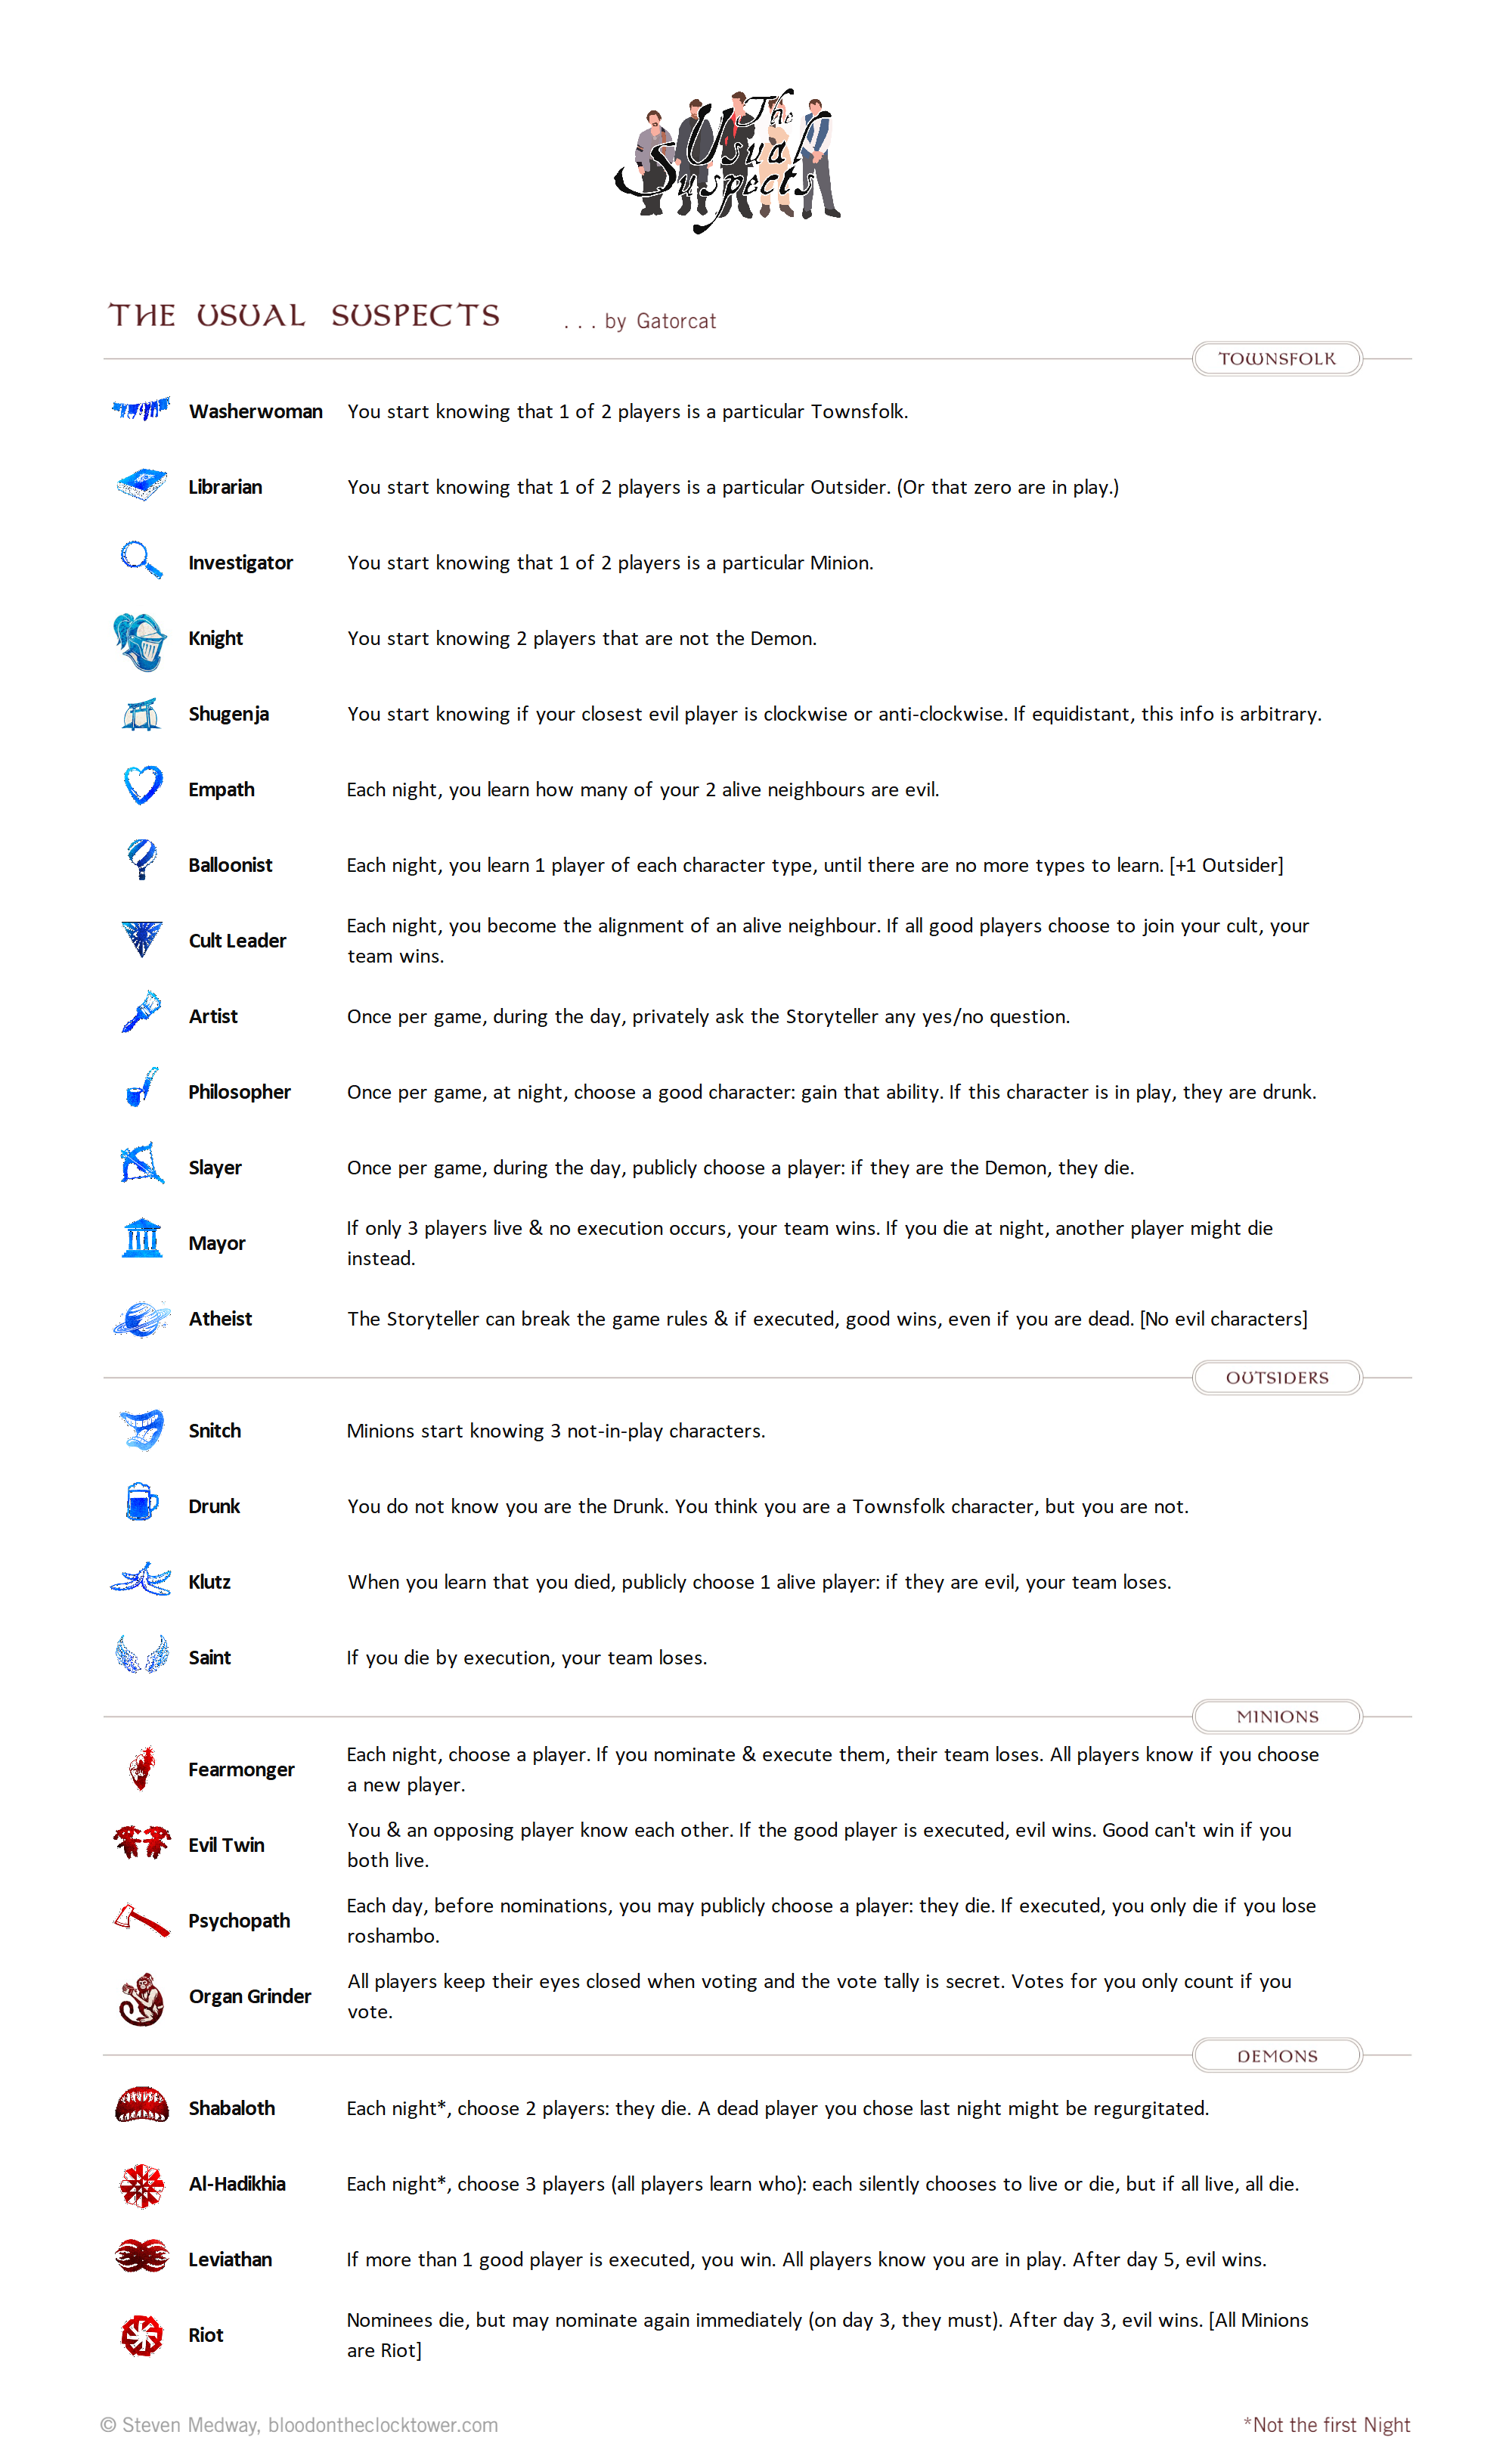 The
Usual
Suspects
THE USUAL SUSPECTS ... by Gatorcat
TOWNSFOLK
Washerwoman You start knowing that 1 of 2 players is a particular Townsfolk.
Librarian You start knowing that 1 of 2 players is a particular Outsider. (Or that zero are in play.)
Investigator You start knowing that 1 of 2 players is a particular Minion.
Knight You start knowing 2 players that are not the Demon.
Shugenja You start knowing if your closest evil player is clockwise or anti-clockwise. If equidistant, this info is arbitrary.
Empath Each night, you learn how many of your 2 alive neighbours are evil.
Balloonist Each night, you learn 1 player of each character type, until there are no more types to learn. [+1 Outsider]
Cult Leader Each night, you become the alignment of an alive neighbour. If all good players choose to join your cult, your
team wins.
Artist Once per game, during the day, privately ask the Storyteller any yes/no question.
Philosopher Once per game, at night, choose a good character: gain that ability. If this character is in play, they are drunk.
Slayer Once per game, during the day, publicly choose a player: if they are the Demon, they die.
Mayor If only 3 players live & no execution occurs, your team wins. If you die at night, another player might die
instead.
Atheist The Storyteller can break the game rules & if executed, good wins, even if you are dead. [No evil characters]
OUTSIDERS
Snitch Minions start knowing 3 not-in-play characters.
Drunk You do not know you are the Drunk. You think you are a Townsfolk character, but you are not.
Klutz When you learn that you died, publicly choose 1 alive player: if they are evil, your team loses.
Saint If you die by execution, your team loses.
MINIONS
Fearmonger Each night, choose a player. If you nominate & execute them, their team loses. All players know if you choose
a new player.
Evil Twin You & an opposing player know each other. If the good player is executed, evil wins. Good can't win if you
both live.
Psychopath Each day, before nominations, you may publicly choose a player: they die. If executed, you only die if you lose
roshambo.
Organ Grinder All players keep their eyes closed when voting and the vote tally is secret. Votes for you only count if you
vote.
DEMONS
Shabaloth Each night*, choose 2 players: they die. A dead player you chose last night might be regurgitated.
Al-Hadikhia Each night*, choose 3 players (all players learn who): each silently chooses to live or die, but if all live, all die.
Leviathan If more than 1 good player is executed, you win. All players know you are in play. After day 5, evil wins.
Riot Nominees die, but may nominate again immediately (on day 3, they must). After day 3, evil wins. [All Minions
are Riot]
© Steven Medway, bloodontheclocktower.com *Not the first Night